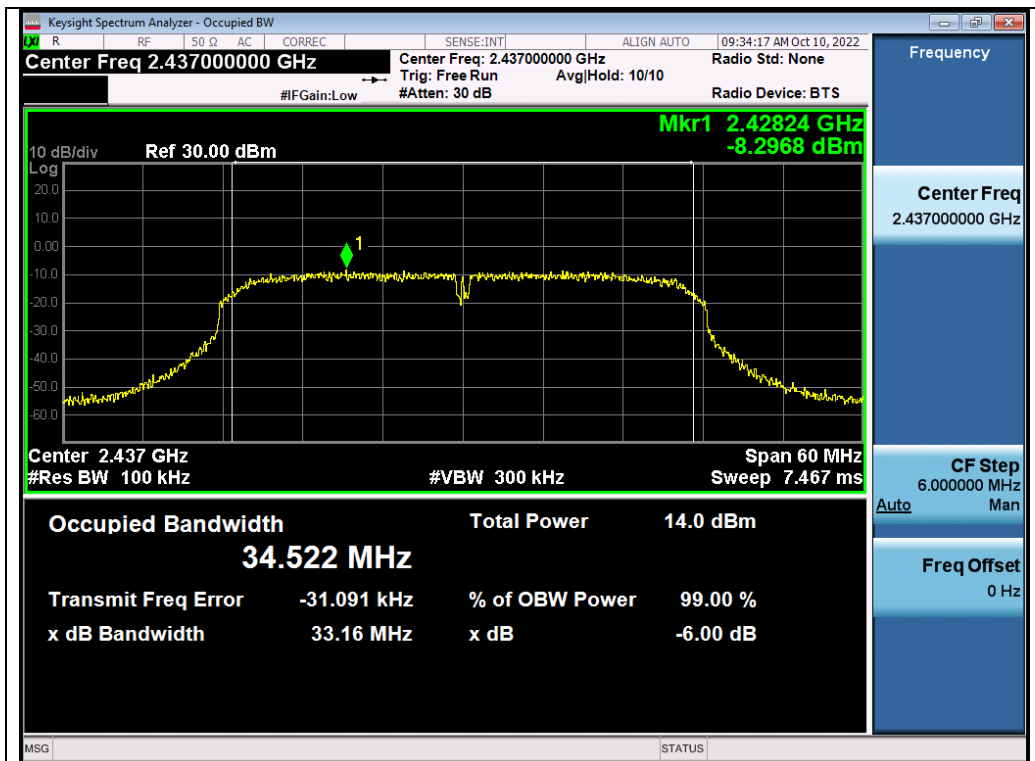 Keysight Spectrum Analyzer - Occupied BW
LXI R RF 50 Ω AC CORREC SENSE:INT ALIGN AUTO 09:34:17 AM Oct 10, 2022
Center Freq 2.437000000 GHz
Center Freq: 2.437000000 GHz
Radio Std: None
Trig: Free Run Avg|Hold: 10/10
#IFGain:Low
#Atten: 30 dB
Radio Device: BTS
Frequency
Mkr1 2.42824 GHz
-8.2968 dBm
10 dB/div Ref 30.00 dBm
Log
20.0
10.0
0.00
-10.0
-20.0
-30.0
-40.0
-50.0
-60.0
1
Center 2.437 GHz Span 60 MHz
#Res BW 100 kHz #VBW 300 kHz Sweep 7.467 ms
Center Freq
2.437000000 GHz
CF Step
6.000000 MHz
Auto Man
Freq Offset
0 Hz
Occupied Bandwidth Total Power 14.0 dBm
34.522 MHz
Transmit Freq Error -31.091 kHz % of OBW Power 99.00 %
x dB Bandwidth 33.16 MHz x dB -6.00 dB
MSG STATUS